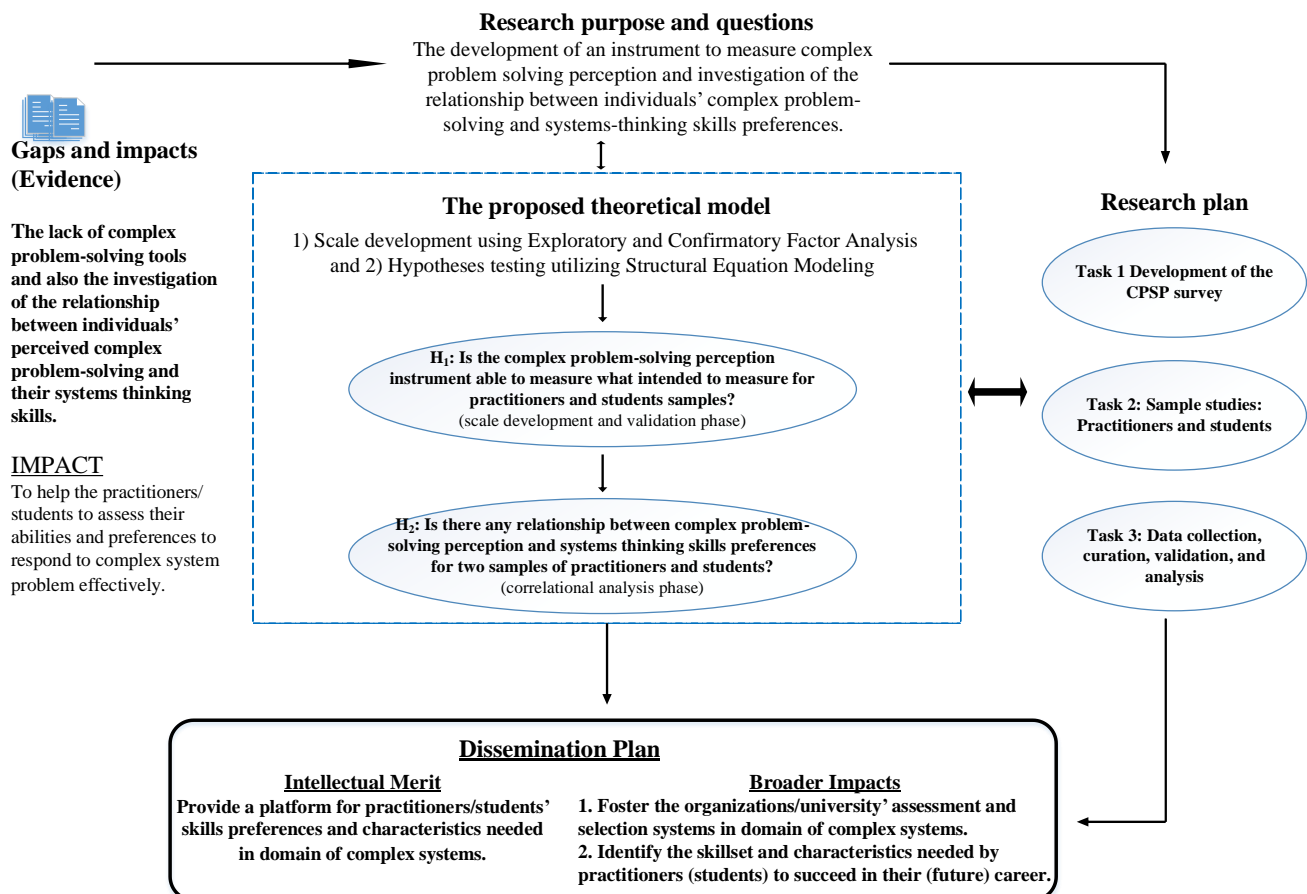 Research purpose and questions
The development of an instrument to measure complex
problem solving perception and investigation of the
relationship between individuals’ complex problem-
solving and systems-thinking skills preferences.
Gaps and impacts
(Evidence)
The lack of complex
problem-solving tools
and also the investigation
of the relationship
between individuals’
perceived complex
problem-solving and
their systems thinking
skills.
IMPACT
To help the practitioners/
students to assess their
abilities and preferences to
respond to complex system
problem effectively.
The proposed theoretical model
1) Scale development using Exploratory and Confirmatory Factor Analysis
and 2) Hypotheses testing utilizing Structural Equation Modeling
H₁: Is the complex problem-solving perception
instrument able to measure what intended to measure for
practitioners and students samples?
(scale development and validation phase)
H₂: Is there any relationship between complex problem-
solving perception and systems thinking skills preferences
for two samples of practitioners and students?
(correlational analysis phase)
Research plan
Task 1 Development of the
CPSP survey
Task 2: Sample studies:
Practitioners and students
Task 3: Data collection,
curation, validation, and
analysis
Dissemination Plan
Intellectual Merit
Provide a platform for practitioners/students’
skills preferences and characteristics needed
in domain of complex systems.
Broader Impacts
1. Foster the organizations/university’ assessment and
selection systems in domain of complex systems.
2. Identify the skillset and characteristics needed by
practitioners (students) to succeed in their (future) career.